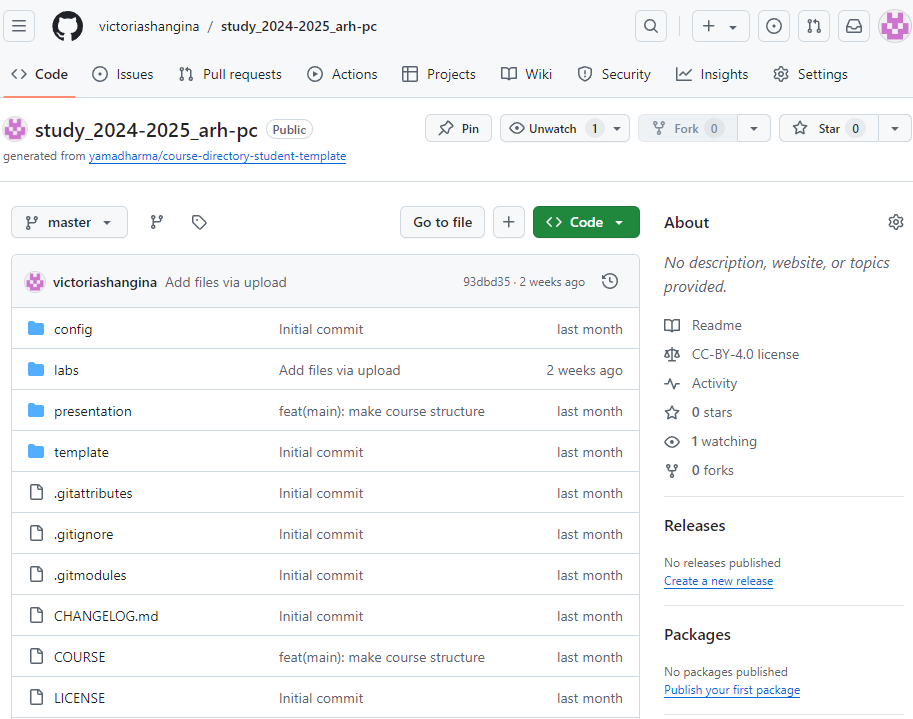 victoriashangina / study_2024-2025_arh-pc
Code Issues Pull requests Actions Projects Wiki Security Insights Settings
study_2024-2025_arh-pc Public
Pin Unwatch 1 Fork 0 Star 0
generated from yamadharma/course-directory-student-template
master Go to file Code
victoriashangina Add files via upload 93dbd35 · 2 weeks ago
config Initial commit last month
labs Add files via upload 2 weeks ago
presentation feat(main): make course structure last month
template Initial commit last month
.gitattributes Initial commit last month
.gitignore Initial commit last month
.gitmodules Initial commit last month
CHANGELOG.md Initial commit last month
COURSE feat(main): make course structure last month
LICENSE Initial commit last month
About
No description, website, or topics
provided.
Readme
CC-BY-4.0 license
Activity
0 stars
1 watching
0 forks
Releases
No releases published
Create a new release
Packages
No packages published
Publish your first package